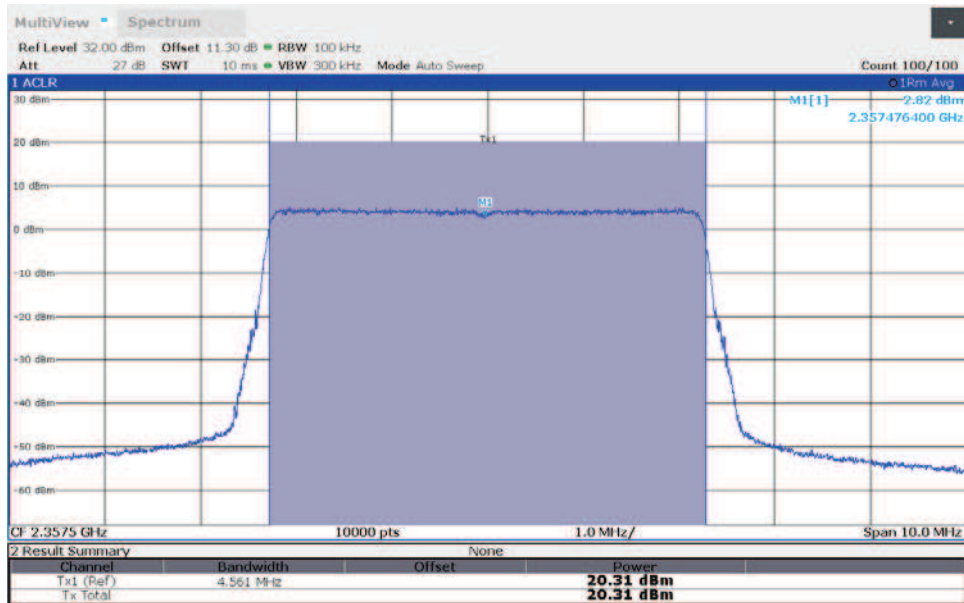 MultiView Spectrum
Ref Level 32.00 dBm Offset 11.30 dB RBW 100 kHz
Att 27 dB SWT 10 ms VBW 300 kHz Mode Auto Sweep Count 100/100
1 ACLR 1Rm Avg
M1[1] 2.82 dBm
2.357476400 GHz
30 dBm
20 dBm
Tx1
10 dBm
M1
0 dBm
-10 dBm
-20 dBm
-30 dBm
-40 dBm
-50 dBm
-60 dBm
CF 2.3575 GHz 10000 pts 1.0 MHz/ Span 10.0 MHz
2 Result Summary None
Channel Bandwidth Offset Power
Tx1 (Ref) 4.561 MHz 20.31 dBm
Tx Total 20.31 dBm